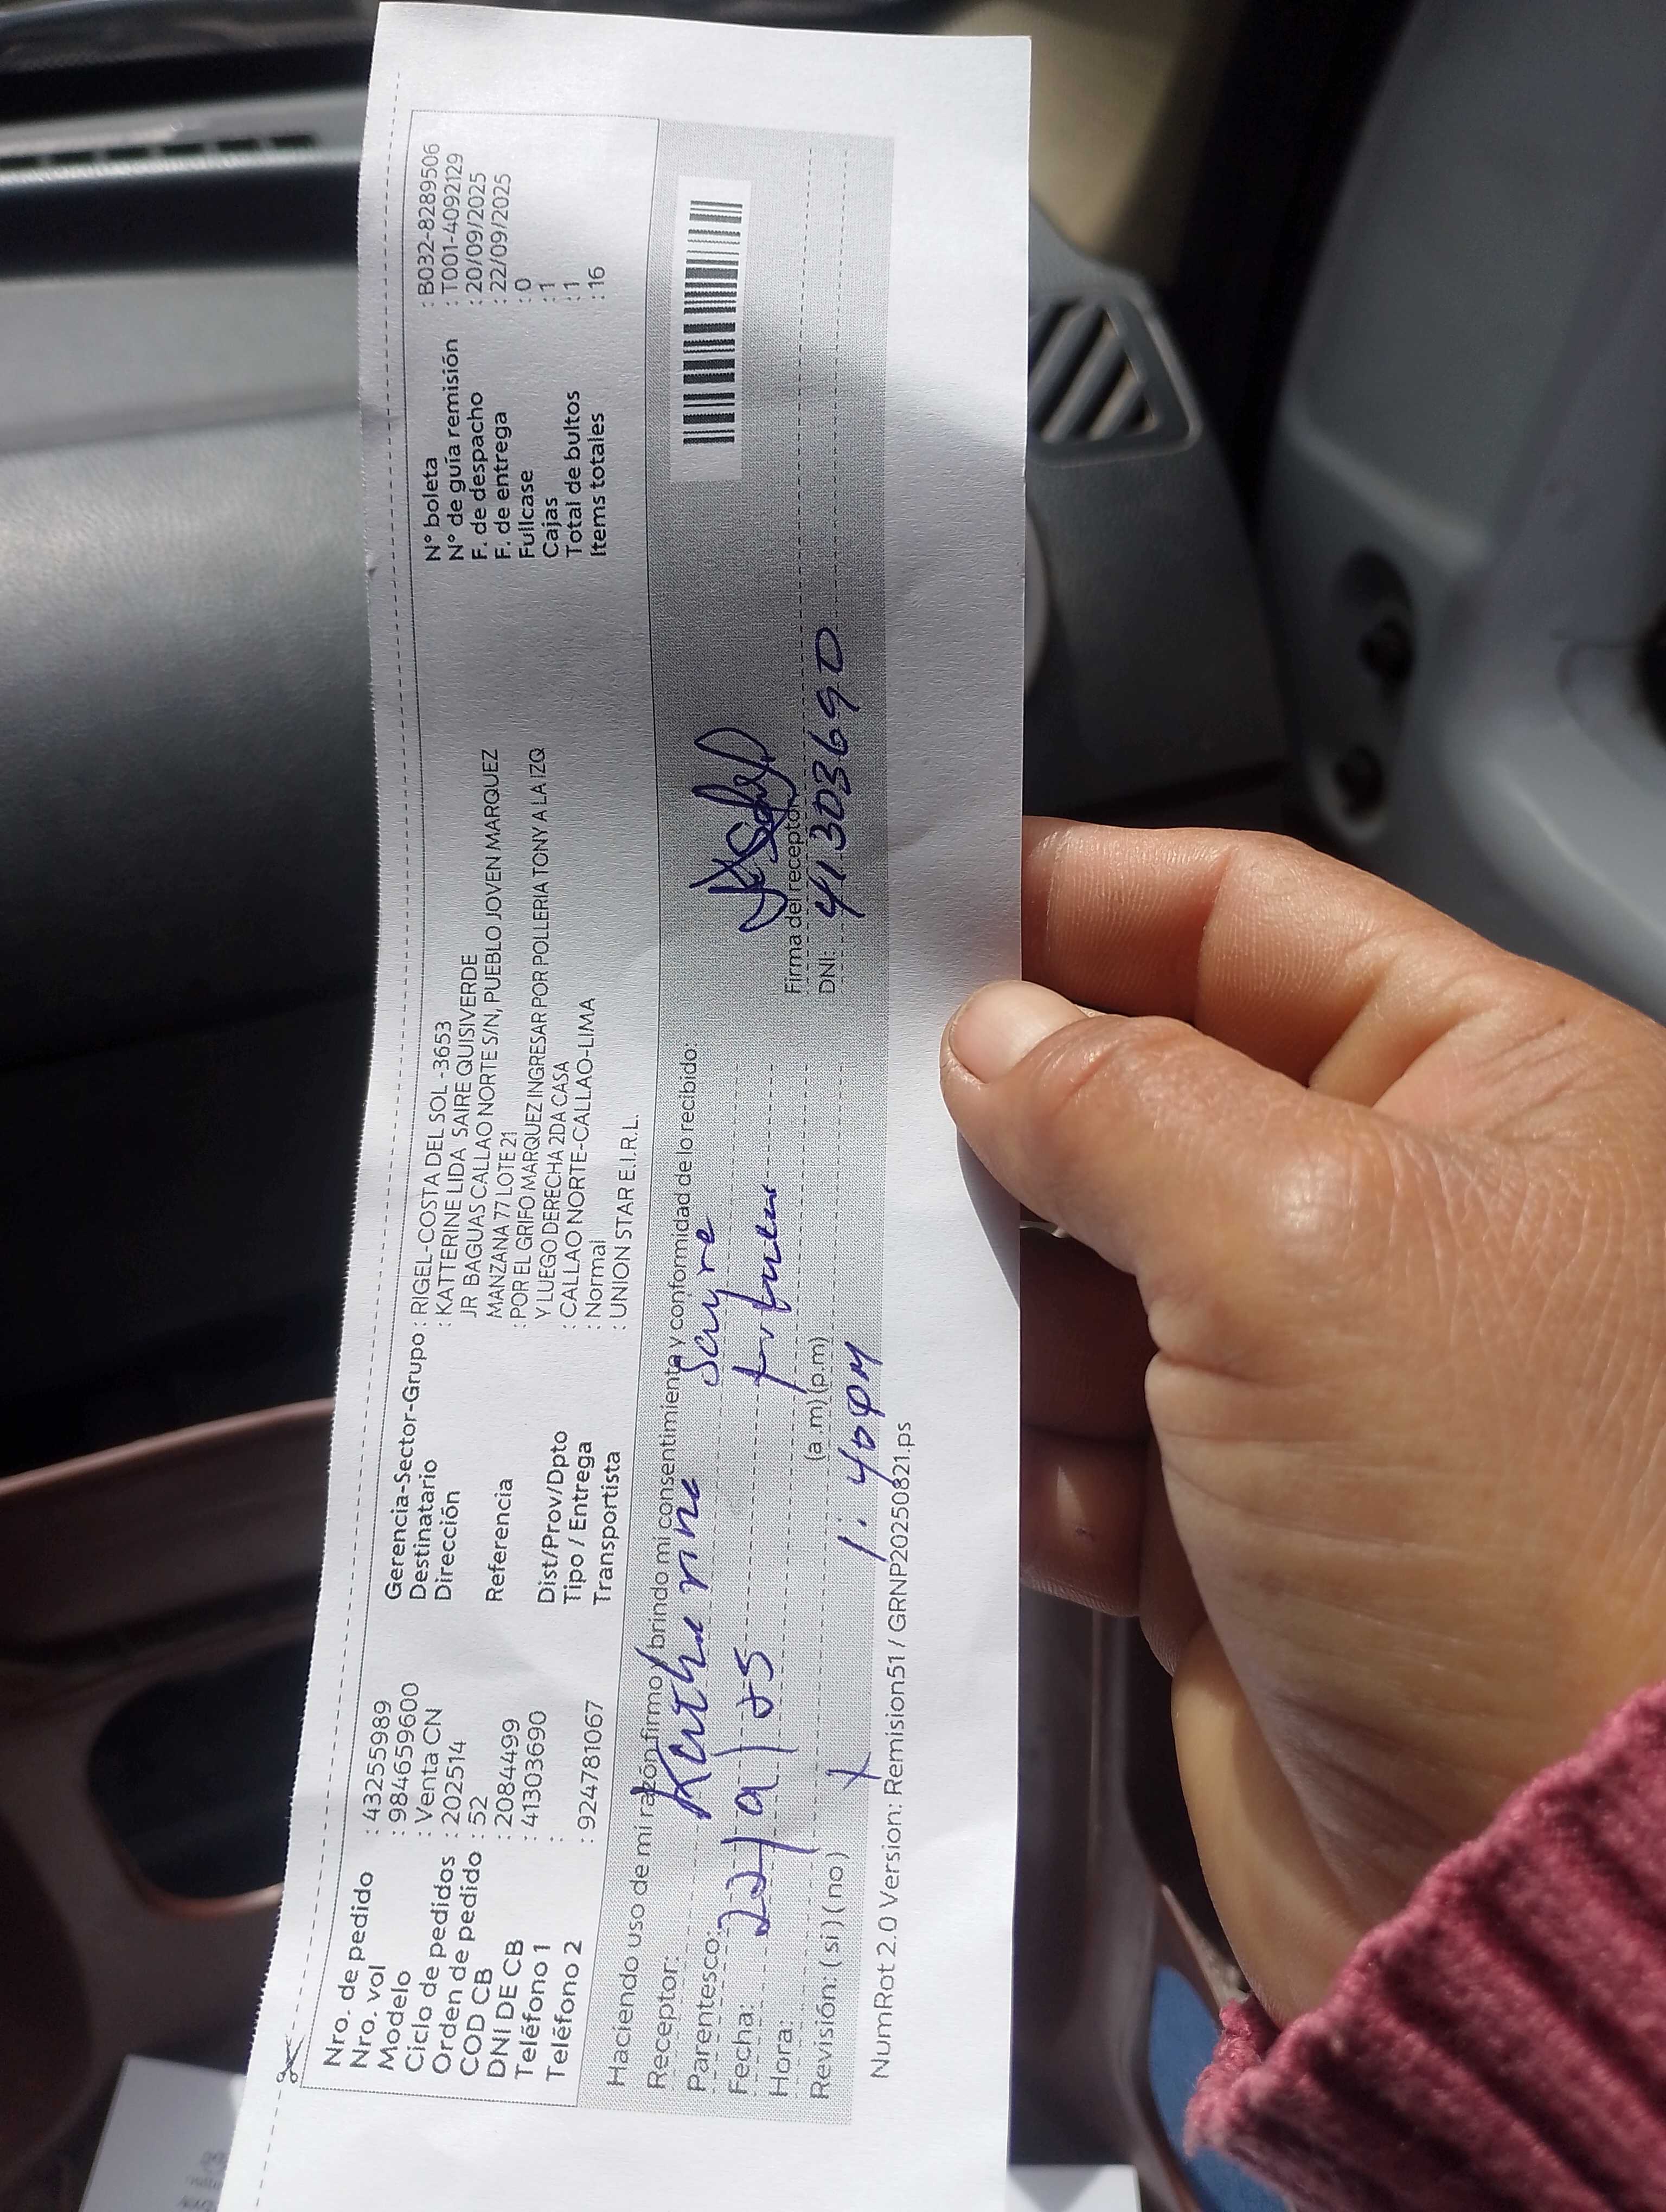 Nro. de pedido : 43255989
Nro. vol : 984659600
Modelo : Venta CN
Ciclo de pedidos : 202514
Orden de pedido : 52
COD CB : 2084499
DNI DE CB : 41303690
Teléfono 1 :
Teléfono 2 : 924781067
Gerencia-Sector-Grupo : RIGEL-COSTA DEL SOL -3653
Destinatario : KATTERINE LIDA SAIRE QUISIVERDE
Dirección JR BAGUAS CALLAO NORTE S/N, PUEBLO JOVEN MARQUEZ
MANZANA 77 LOTE 21
Referencia : POR EL GRIFO MARQUEZ INGRESAR POR POLLERIA TONY A LA IZQ
Y LUEGO DERECHA 2DA CASA
Dist/Prov/Dpto : CALLAO NORTE-CALLAO-LIMA
Tipo / Entrega : Normal
Transportista : UNION STAR E.I.R.L.
N° boleta : B032-8289506
N° de guía remisión : T001-4092129
F. de despacho : 20/09/2025
F. de entrega : 22/09/2025
Fullcase : 0
Cajas : 1
Total de bultos : 1
Items totales : 16
Haciendo uso de mi razón firmo y brindo mi consentimiento y conformidad de lo recibido:
Receptor: Katherine Sayre
Parentesco:
Fecha: 22/9/25
Hora: (a.m) (p.m)
1:40pm
Revisión: (si) (no) X
Firma del receptor
DNI: 41303690
NumRot 2.0 Version: Remision51 / GRNP20250821.ps